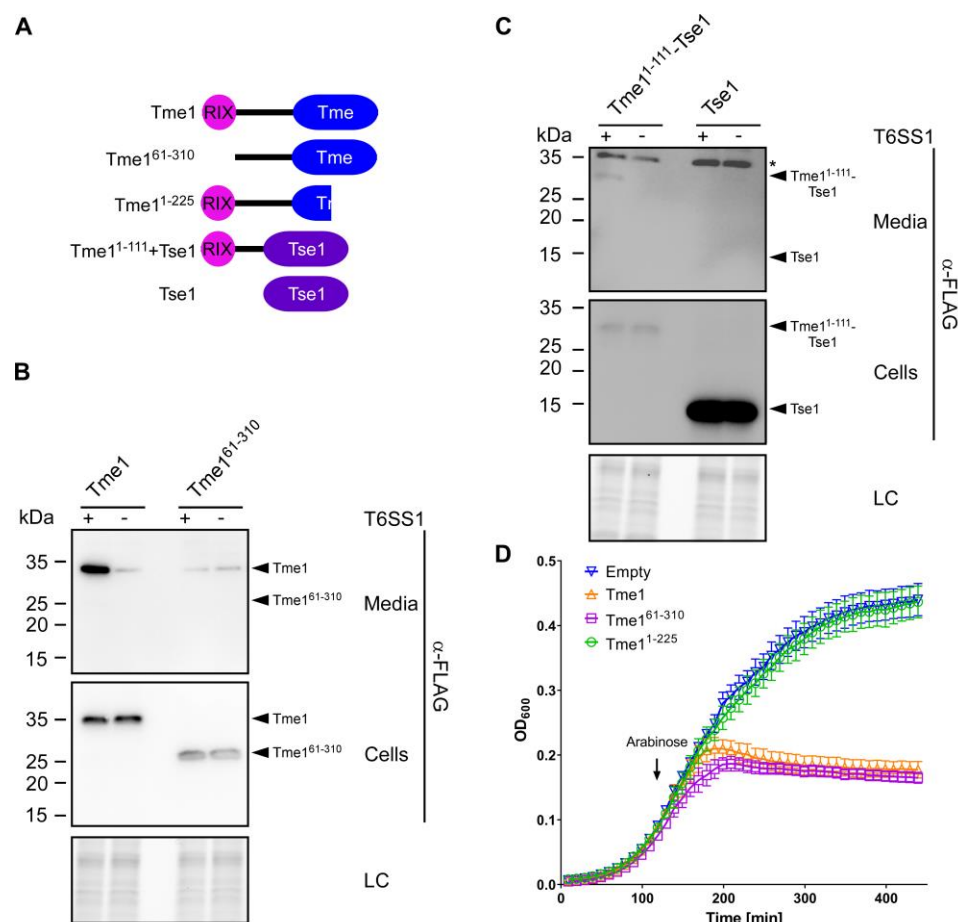 A
RIX Tme
Tme1
Tme1^61-310 Tme
Tme1^1-225 RIX Tr
Tme1^1-111+Tse1 RIX Tse1
Tse1 Tse1
B
Tme1 Tme1^61-310
kDa + - + - T6SS1
35 Tme1
25 Tme1^61-310
20
15
Media
35 Tme1
25 Tme1^61-310
20
15
Cells
α-FLAG
LC
C
Tme1^1-111-Tse1 Tse1
kDa + - + - T6SS1
35 *
Tme1^1-111-
Tse1
25
20
15 Tse1
Media
35
Tme1^1-111-
Tse1
25
20
15 Tse1
Cells
α-FLAG
LC
D
Empty
Tme1
Tme1^61-310
Tme1^1-225
Arabinose
OD600
0.5
0.4
0.3
0.2
0.1
0.0
0 100 200 300 400
Time [min]